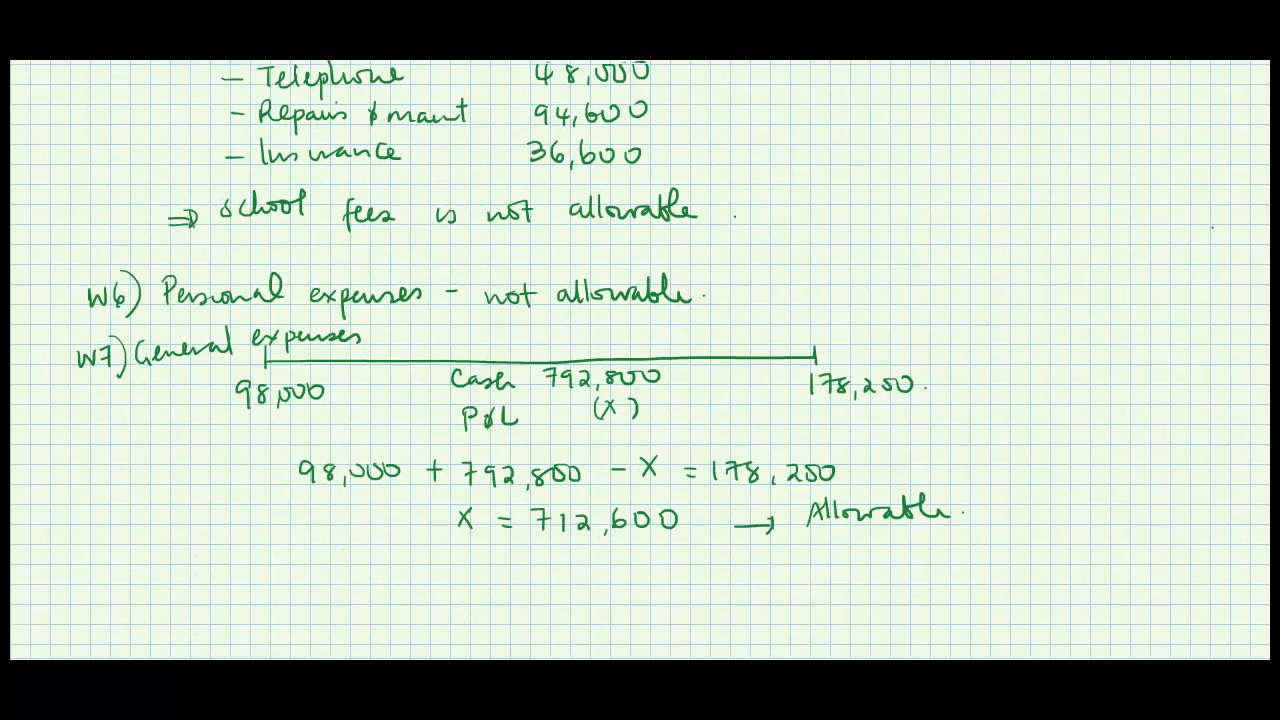 - Telephone 48,000
- Repairs & maint 94,600
- Insurance 36,600
⇒ School fees is not allowable.
W6) Personal expenses - not allowable.
W7) General expenses
98,000 Cash 792,800 178,200.
P&L (X)
98,000 + 792,800 - X = 178,200
X = 712,600 → Allowable.